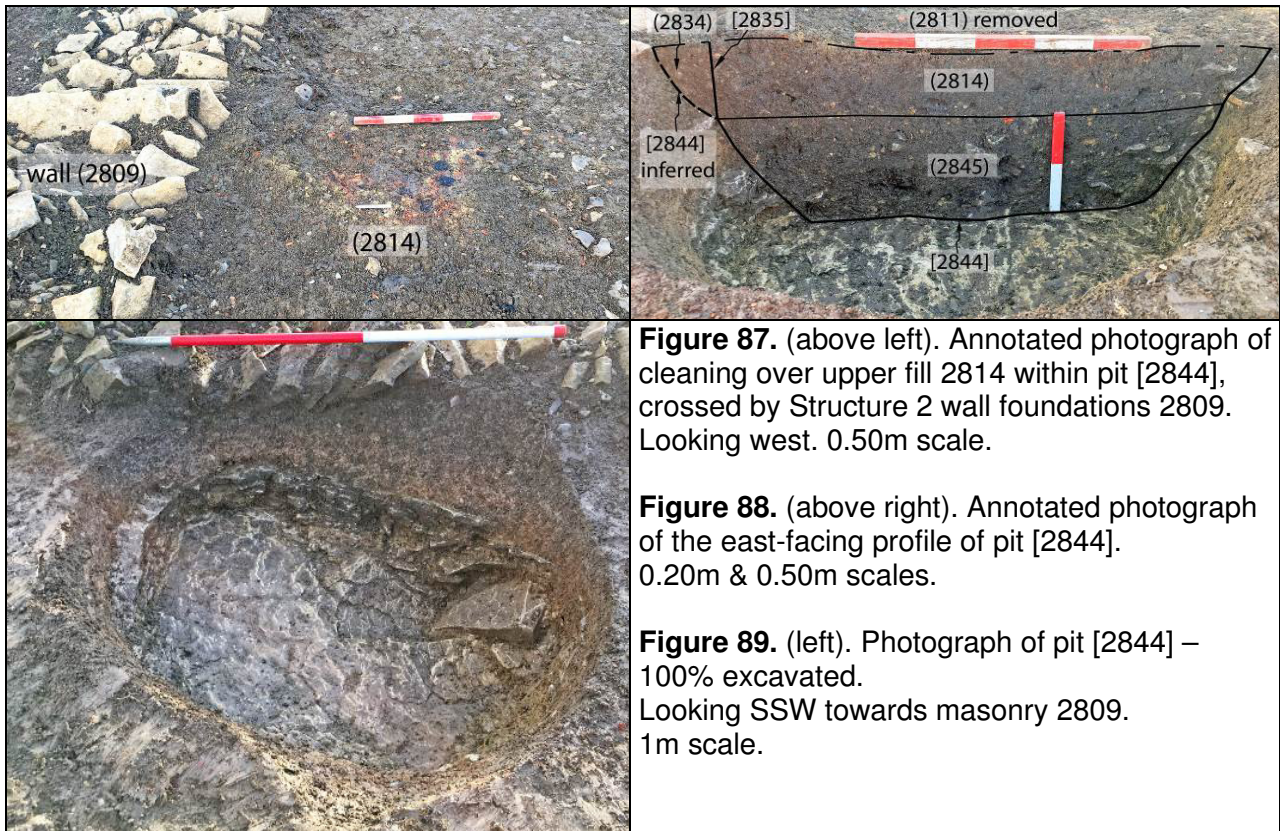 wall (2809)
(2814)
(2834)
[2835]
(2811) removed
(2814)
[2844]
inferred
(2845)
[2844]
Figure 87. (above left). Annotated photograph of
cleaning over upper fill 2814 within pit [2844],
crossed by Structure 2 wall foundations 2809.
Looking west. 0.50m scale.
Figure 88. (above right). Annotated photograph
of the east-facing profile of pit [2844].
0.20m & 0.50m scales.
Figure 89. (left). Photograph of pit [2844] –
100% excavated.
Looking SSW towards masonry 2809.
1m scale.